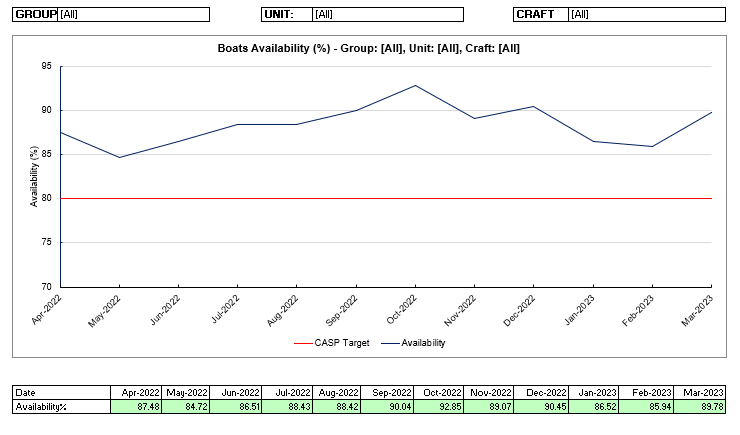 GROUP [All] UNIT: [All] CRAFT [All]
Boats Availability (%) - Group: [All], Unit: [All], Craft: [All]
95
90
85
80
75
70
Availability (%)
Apr-2022 May-2022 Jun-2022 Jul-2022 Aug-2022 Sep-2022 Oct-2022 Nov-2022 Dec-2022 Jan-2023 Feb-2023 Mar-2023
CASP Target Availability
Date Apr-2022 May-2022 Jun-2022 Jul-2022 Aug-2022 Sep-2022 Oct-2022 Nov-2022 Dec-2022 Jan-2023 Feb-2023 Mar-2023
Availability% 87.48 84.72 86.51 88.43 88.42 90.04 92.85 89.07 90.45 86.52 85.94 89.78